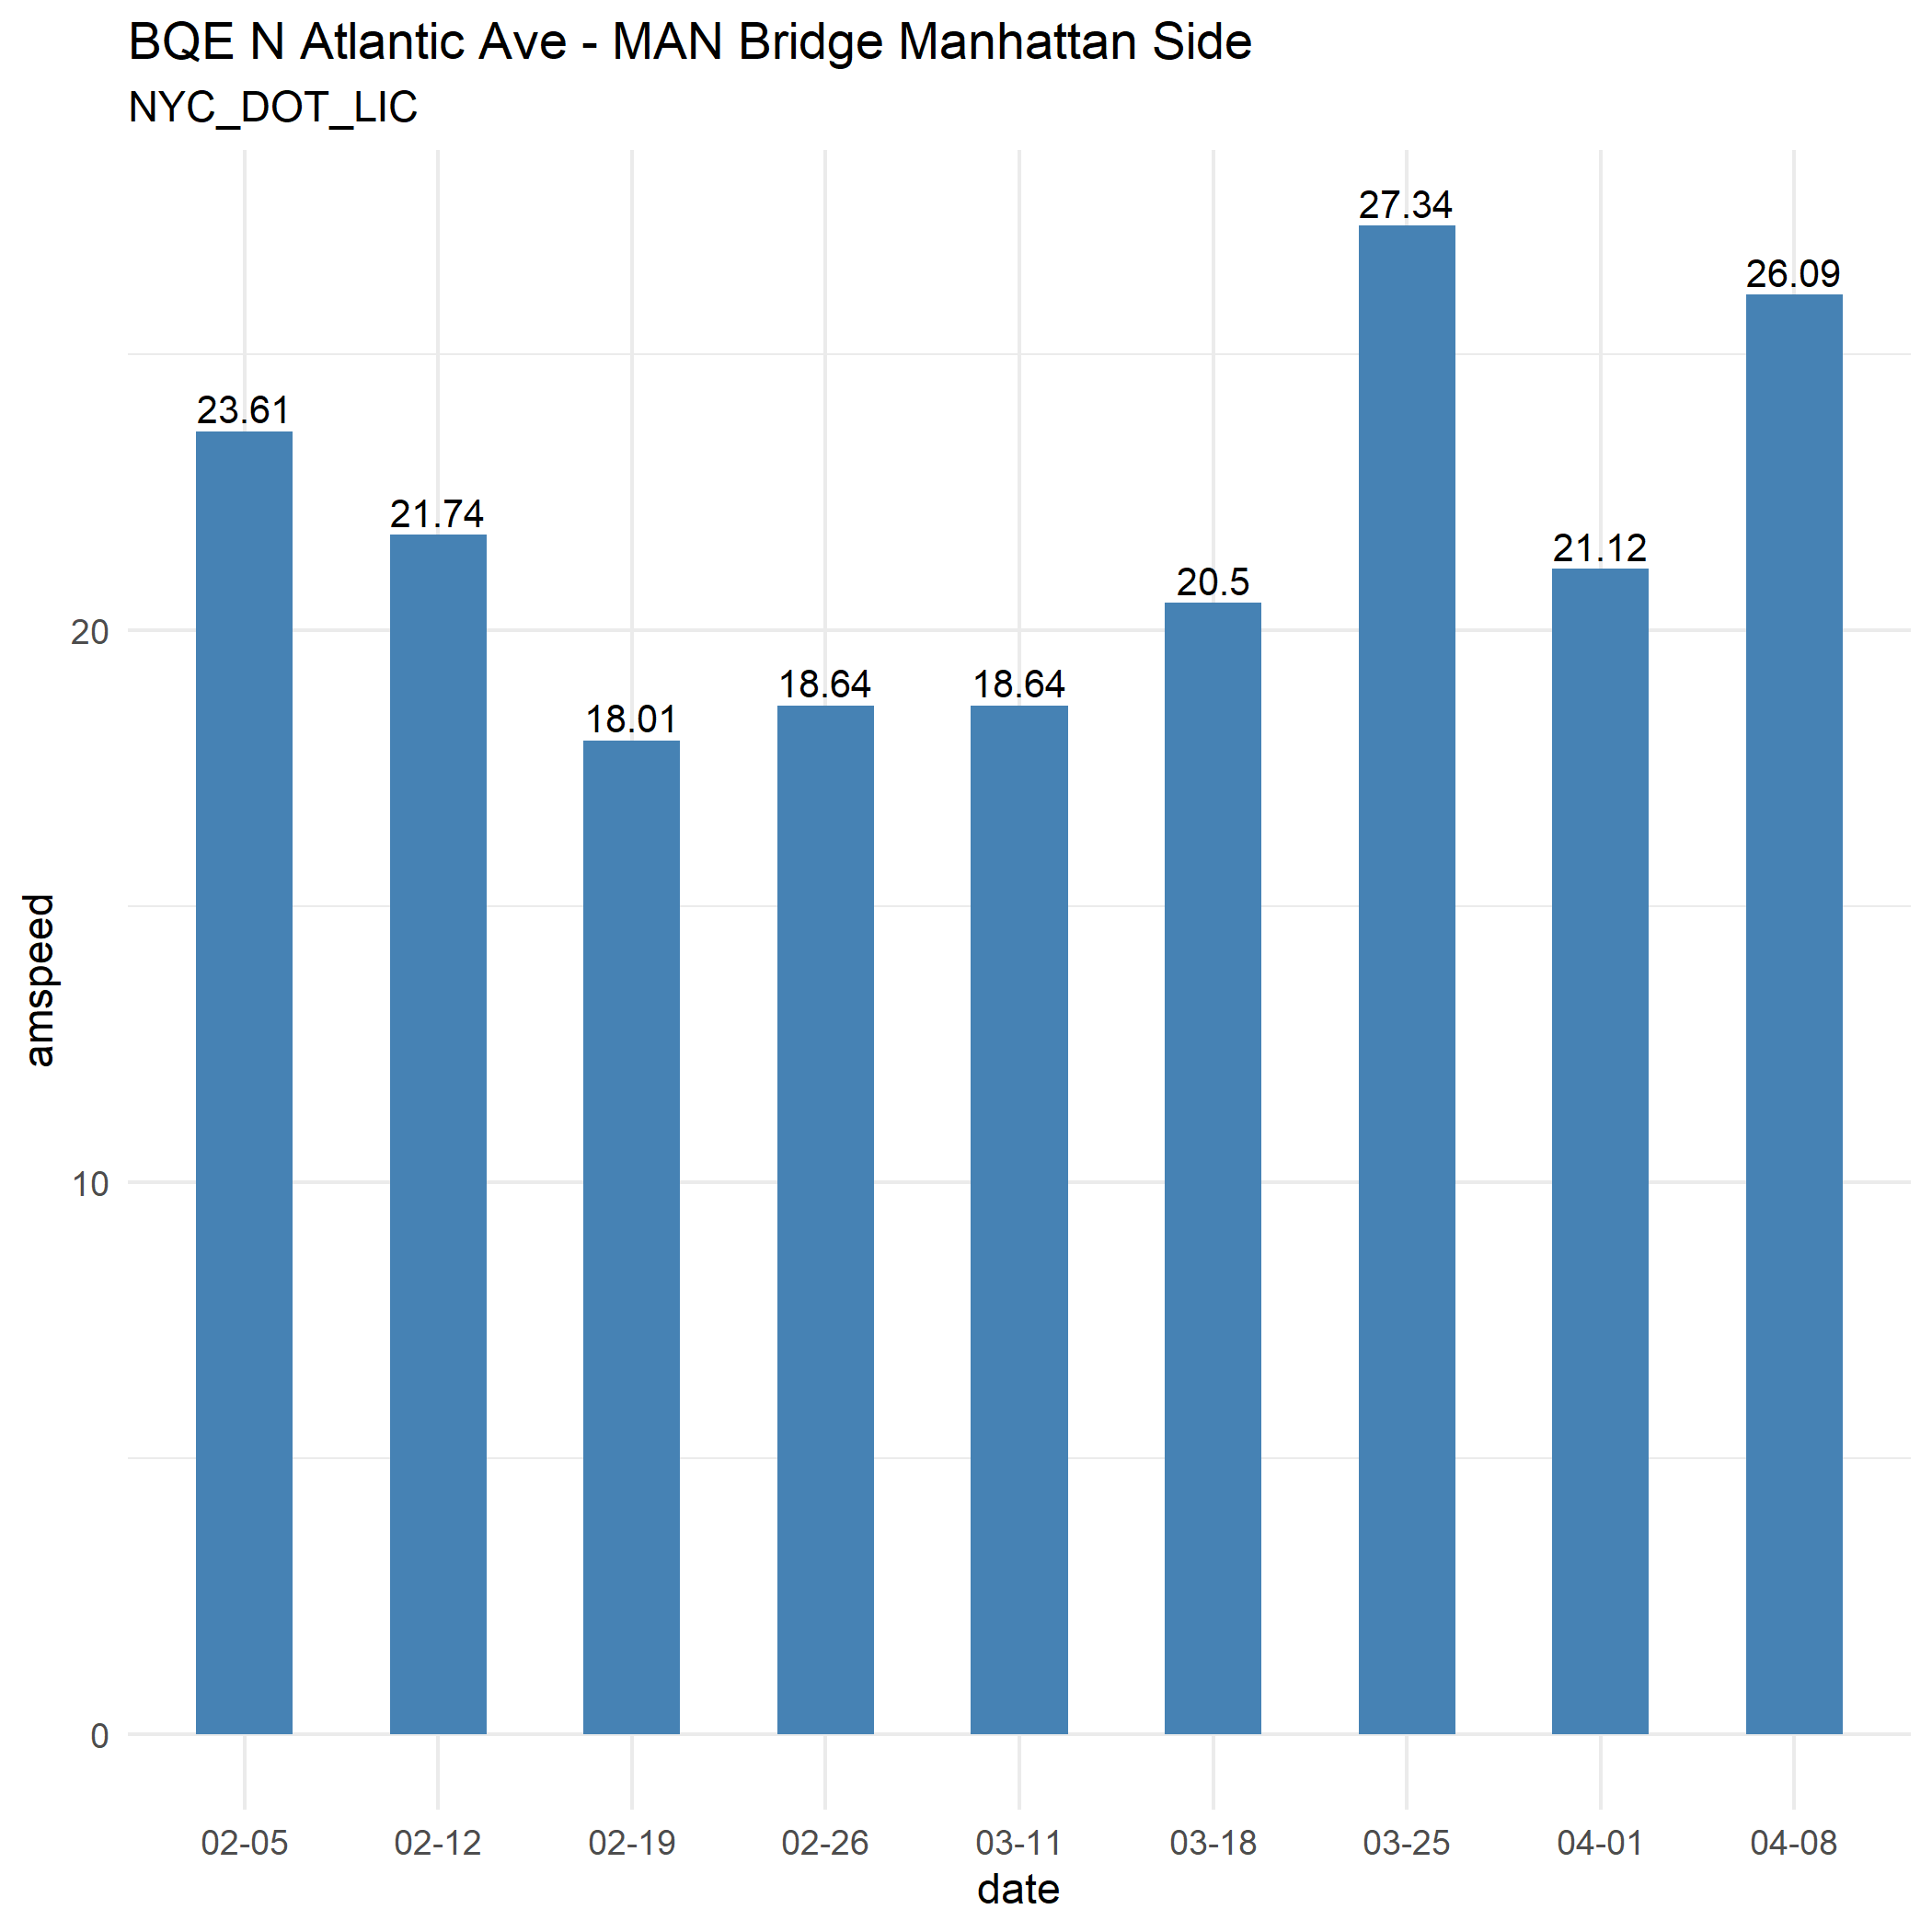 BQE N Atlantic Ave - MAN Bridge Manhattan Side
NYC_DOT_LIC
27.34
26.09
23.61
21.74
21.12
20.5
18.64
18.64
18.01
20
10
0
amspeed
02-05 02-12 02-19 02-26 03-11 03-18 03-25 04-01 04-08
date